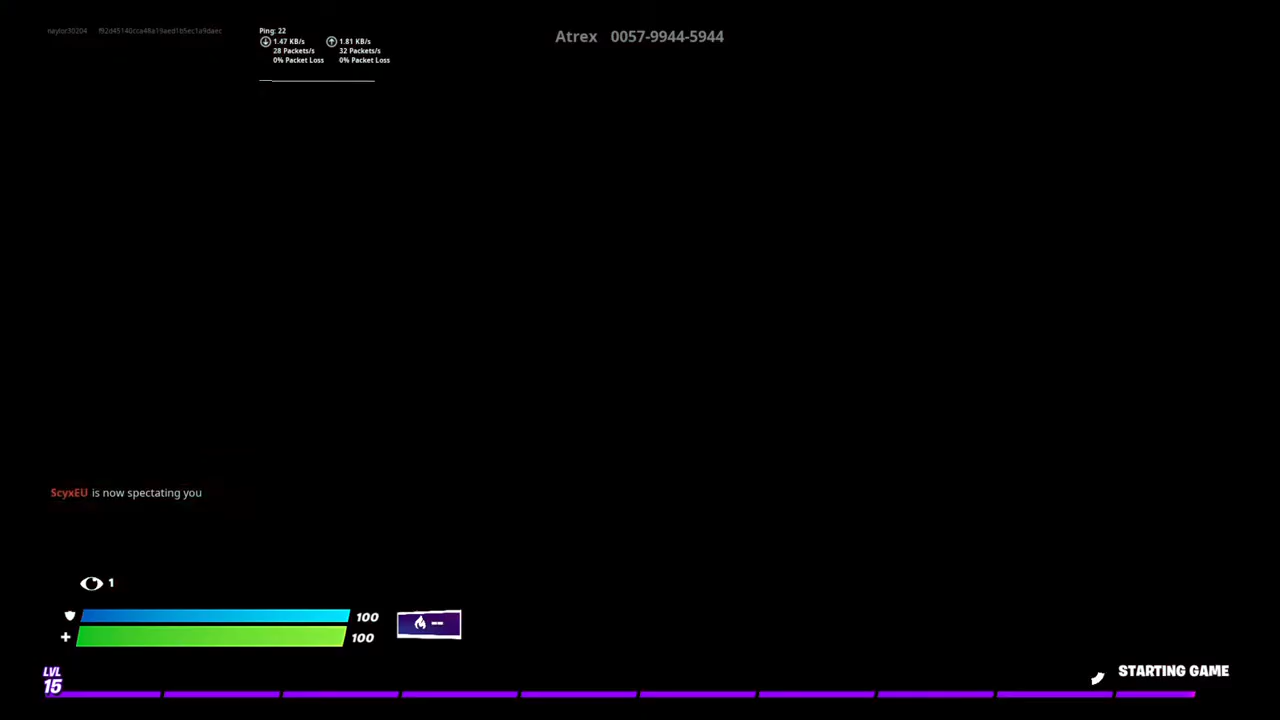 naylor30204
Ping: 22
1.47 KB/s 1.81 KB/s
28 Packets/s 32 Packets/s
0% Packet Loss 0% Packet Loss
Atrex 0057-9944-5944
ScyxEU is now spectating you
1
100
100
--
LVL
15
STARTING GAME